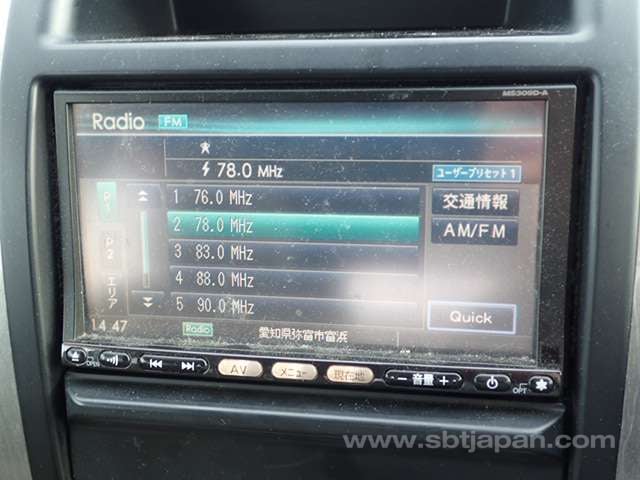 MS309D-A
Radio FM
78.0 MHz
ユーザープリセット1
P1
1 76.0 MHz
交通情報
2 78.0 MHz
AM/FM
P2
3 83.0 MHz
エリア
4 88.0 MHz
5 90.0 MHz
Quick
14:47
Radio
愛知県弥富市富浜
OPEN
AV
メニュー
現在地
− 音量 +
OPT
www.sbtjapan.com